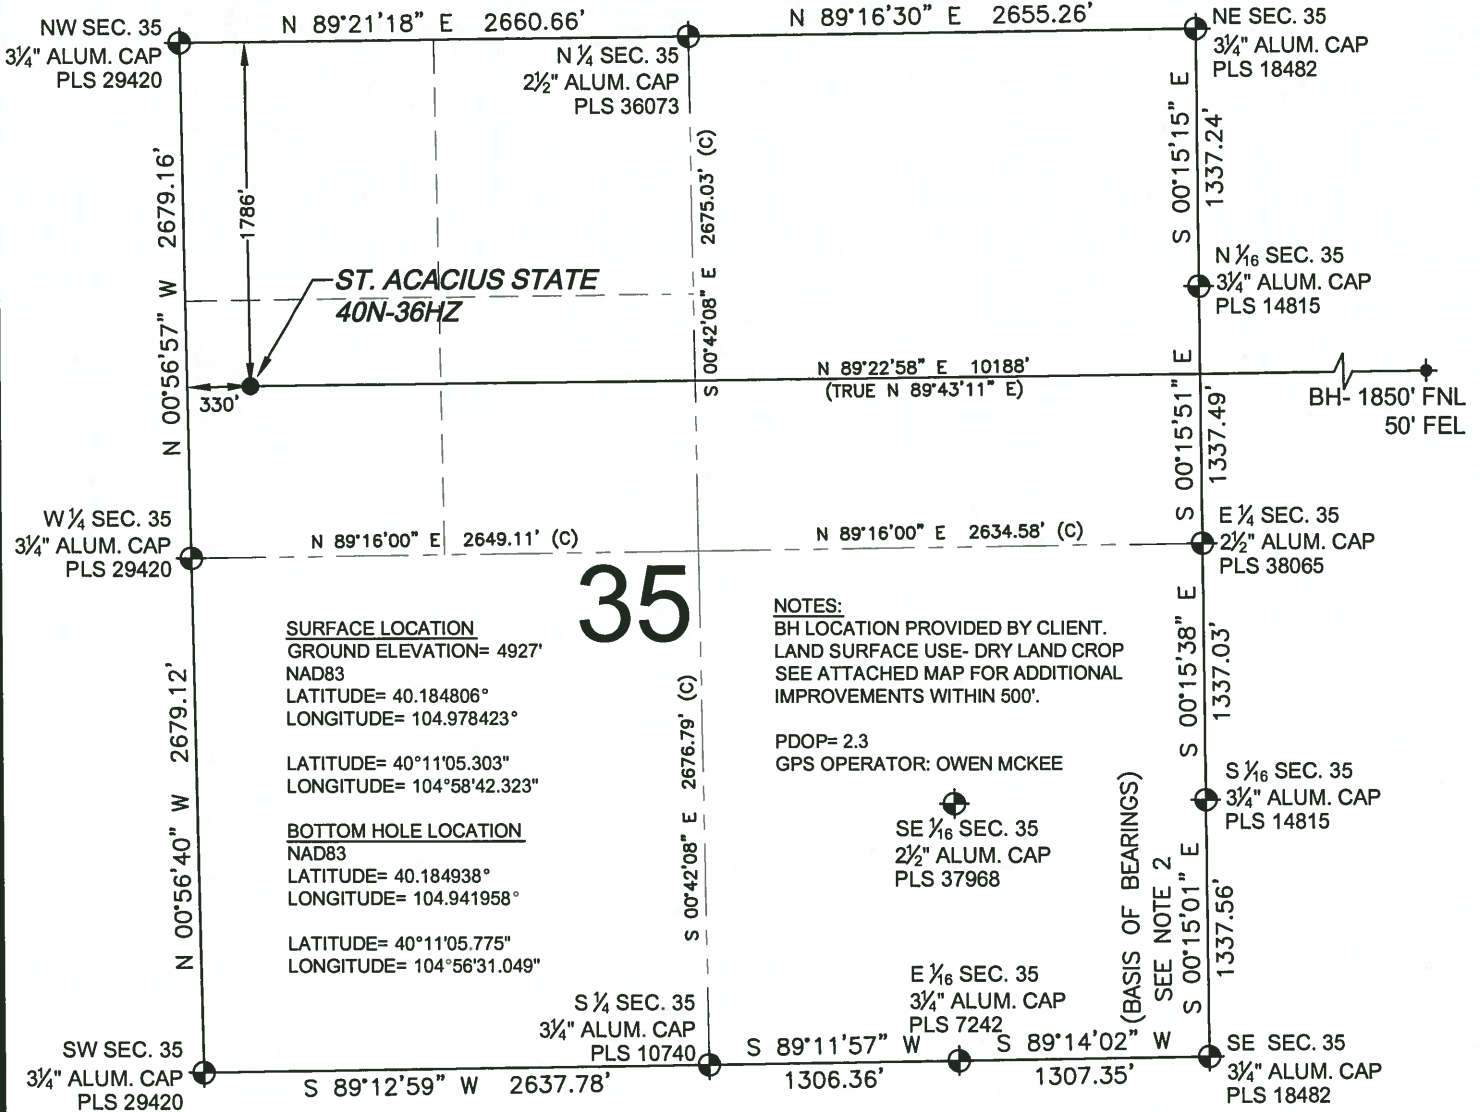 NW SEC. 35
3¼" ALUM. CAP
PLS 29420
N 89°21'18" E 2660.66'
N ¼ SEC. 35
2½" ALUM. CAP
PLS 36073
N 89°16'30" E 2655.26'
NE SEC. 35
3¼" ALUM. CAP
PLS 18482
N 00°56'57" W 2679.16'
1786'
S 00°42'08" E 2675.03' (C)
S 00°15'15" E
1337.24'
N 1⁄16 SEC. 35
3¼" ALUM. CAP
PLS 14815
ST. ACACIUS STATE
40N-36HZ
330'
N 89°22'58" E 10188'
(TRUE N 89°43'11" E)
BH- 1850' FNL
50' FEL
S 00°15'51" E
1337.49'
W ¼ SEC. 35
3¼" ALUM. CAP
PLS 29420
N 89°16'00" E 2649.11' (C)
N 89°16'00" E 2634.58' (C)
E ¼ SEC. 35
2½" ALUM. CAP
PLS 38065
35
SURFACE LOCATION
GROUND ELEVATION= 4927'
NAD83
LATITUDE= 40.184806°
LONGITUDE= 104.978423°
LATITUDE= 40°11'05.303"
LONGITUDE= 104°58'42.323"
BOTTOM HOLE LOCATION
NAD83
LATITUDE= 40.184938°
LONGITUDE= 104.941958°
LATITUDE= 40°11'05.775"
LONGITUDE= 104°56'31.049"
NOTES:
BH LOCATION PROVIDED BY CLIENT.
LAND SURFACE USE- DRY LAND CROP
SEE ATTACHED MAP FOR ADDITIONAL
IMPROVEMENTS WITHIN 500'.
PDOP= 2.3
GPS OPERATOR: OWEN MCKEE
N 00°56'40" W 2679.12'
S 00°42'08" E 2676.79' (C)
S 00°15'38" E
1337.03'
SE 1⁄16 SEC. 35
2½" ALUM. CAP
PLS 37968
S 1⁄16 SEC. 35
3¼" ALUM. CAP
PLS 14815
(BASIS OF BEARINGS)
SEE NOTE 2
S 00°15'01" E
1337.56'
SW SEC. 35
3¼" ALUM. CAP
PLS 29420
S 89°12'59" W 2637.78'
S ¼ SEC. 35
3¼" ALUM. CAP
PLS 10740
S 89°11'57" W
1306.36'
E 1⁄16 SEC. 35
3¼" ALUM. CAP
PLS 7242
S 89°14'02" W
1307.35'
SE SEC. 35
3¼" ALUM. CAP
PLS 18482